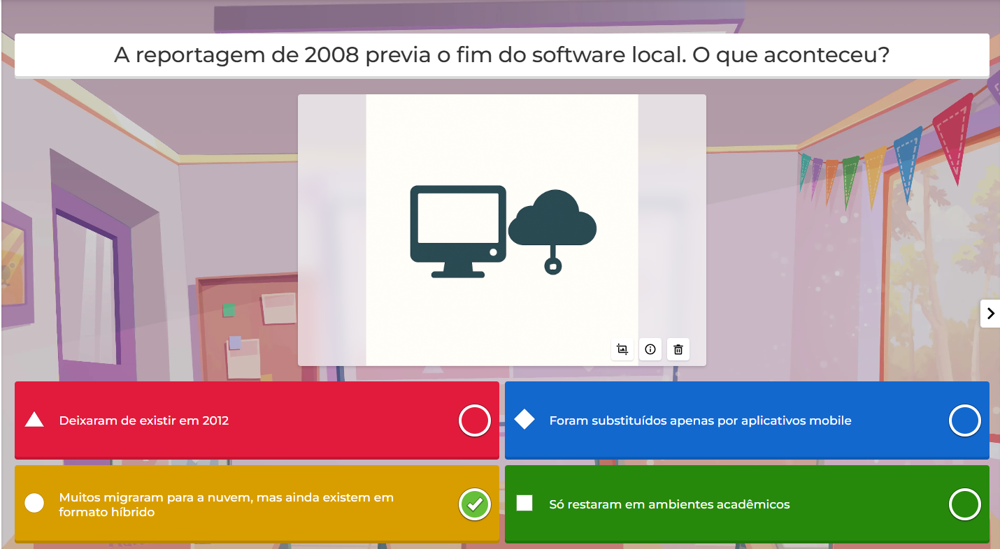 A reportagem de 2008 previa o fim do software local. O que aconteceu?
Deixaram de existir em 2012
Foram substituídos apenas por aplicativos mobile
Muitos migraram para a nuvem, mas ainda existem em
formato híbrido
Só restaram em ambientes acadêmicos